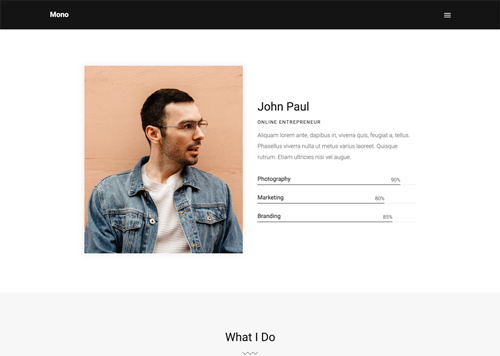 Mono
John Paul
ONLINE ENTREPRENEUR
Aliquam lorem ante, dapibus in, viverra quis, feugiat a, tellus.
Phasellus viverra nulla ut metus varius laoreet. Quisque
rutrum. Etiam ultricies nisi vel augue.
Photography 90%
Marketing 80%
Branding 85%
What I Do